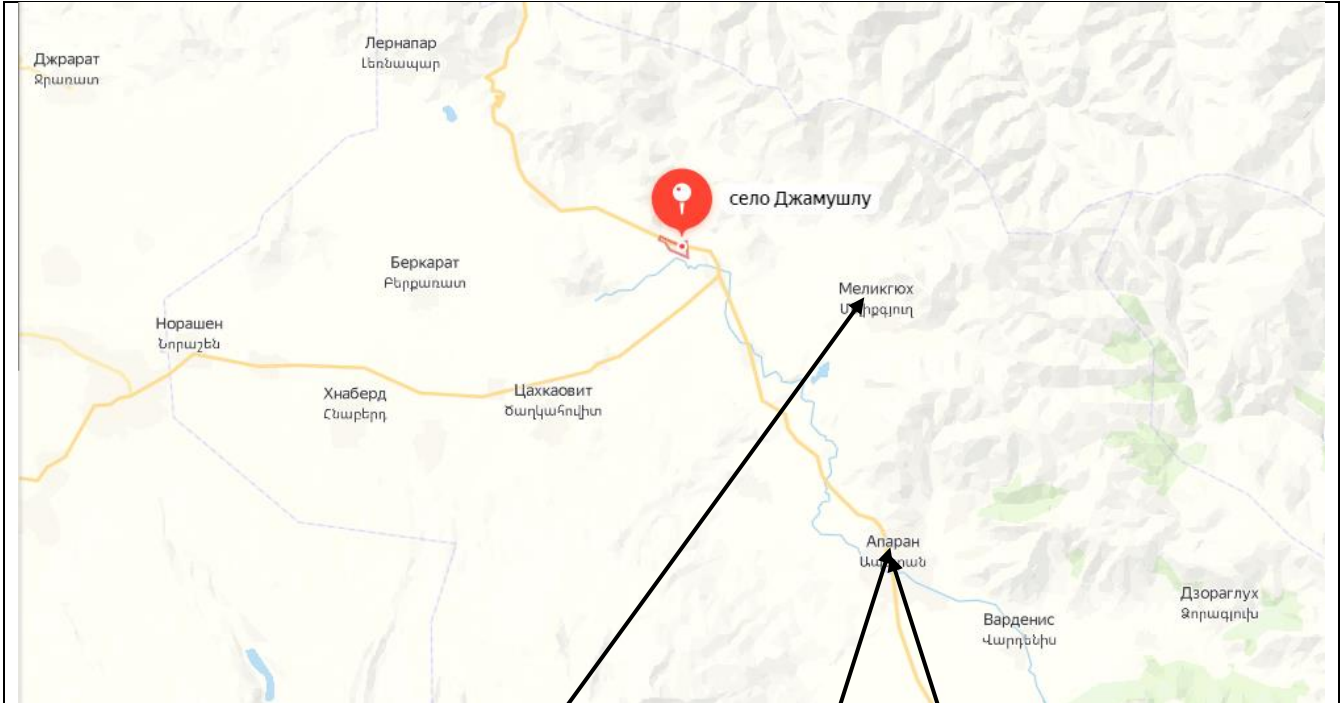 Лернапар
Լեռնապար
Джрарат
Ջրառատ
село Джамушлу
Беркарат
Բերքառատ
Меликгюх
Норашен
Նորաշեն
Хнаберд
Հնաբերդ
Цахкаовит
Ծաղկահովիտ
Апаран
Дзораглух
Ձորագլուխ
Варденис
Վարդենիս